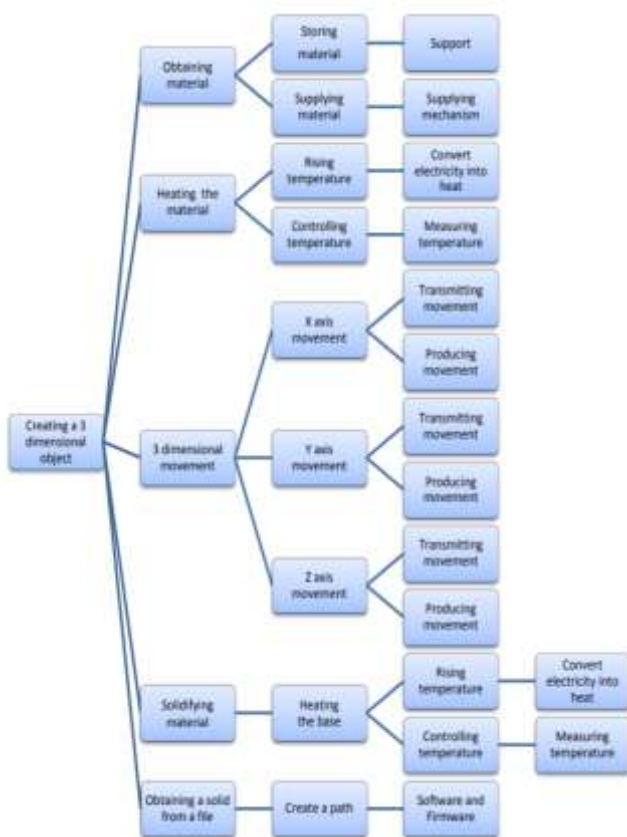 Storing
material
Support
Obtaining
material
Supplying
material
Supplying
mechanism
Rising
temperature
Convert
electricity into
heat
Heating the
material
Controlling
temperature
Measuring
temperature
X axis
movement
Transmitting
movement
Producing
movement
Creating a 3
dimensional
object
3 dimensional
movement
Y axis
movement
Transmitting
movement
Producing
movement
Z axis
movement
Transmitting
movement
Producing
movement
Solidifying
material
Heating
the base
Rising
temperature
Convert
electricity into
heat
Controlling
temperature
Measuring
temperature
Obtaining a solid
from a file
Create a path
Software and
Firmware